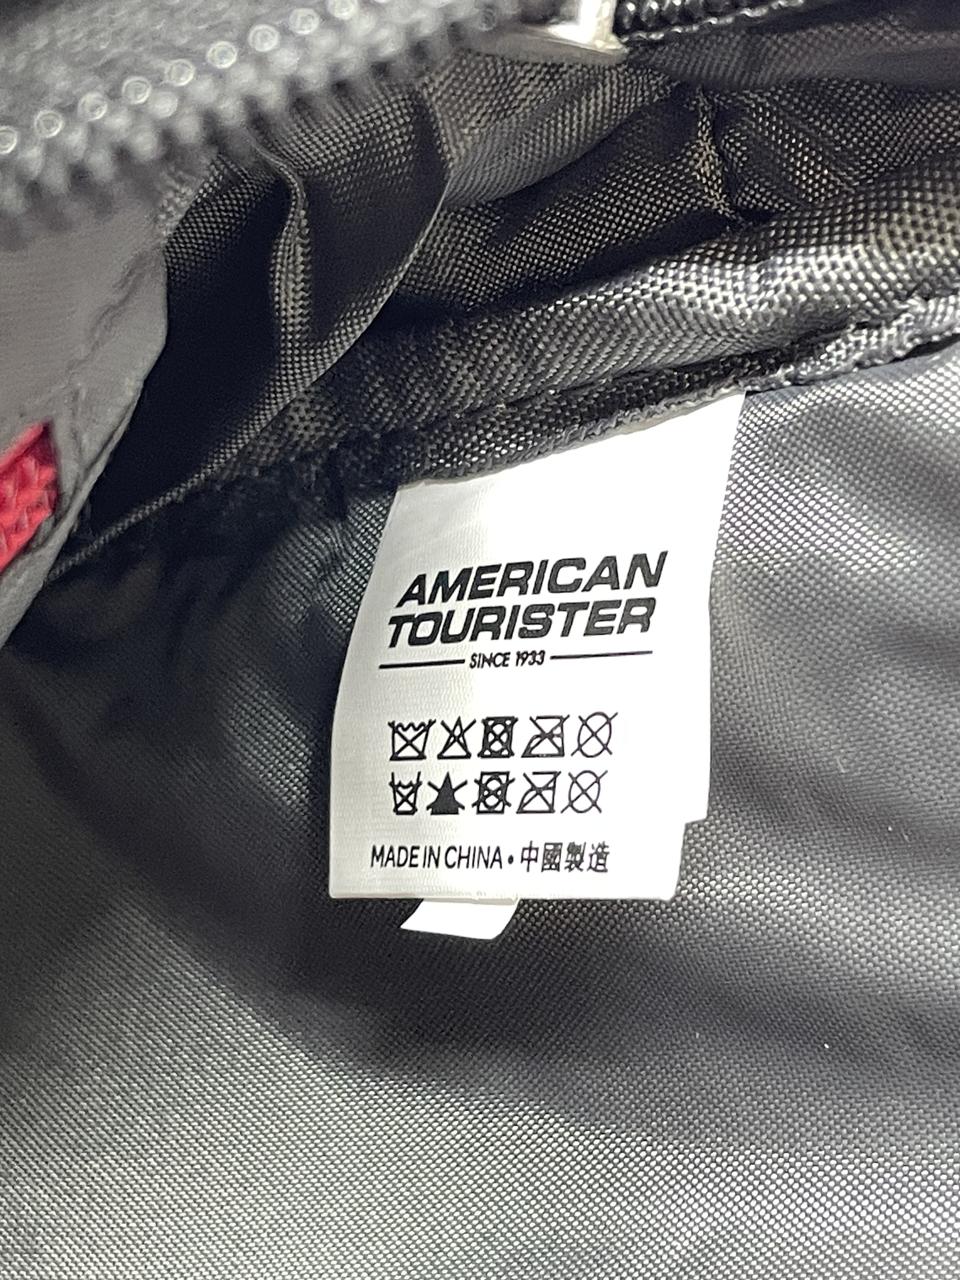 AMERICAN
TOURISTER
SINCE 1933
MADE IN CHINA • 中國製造